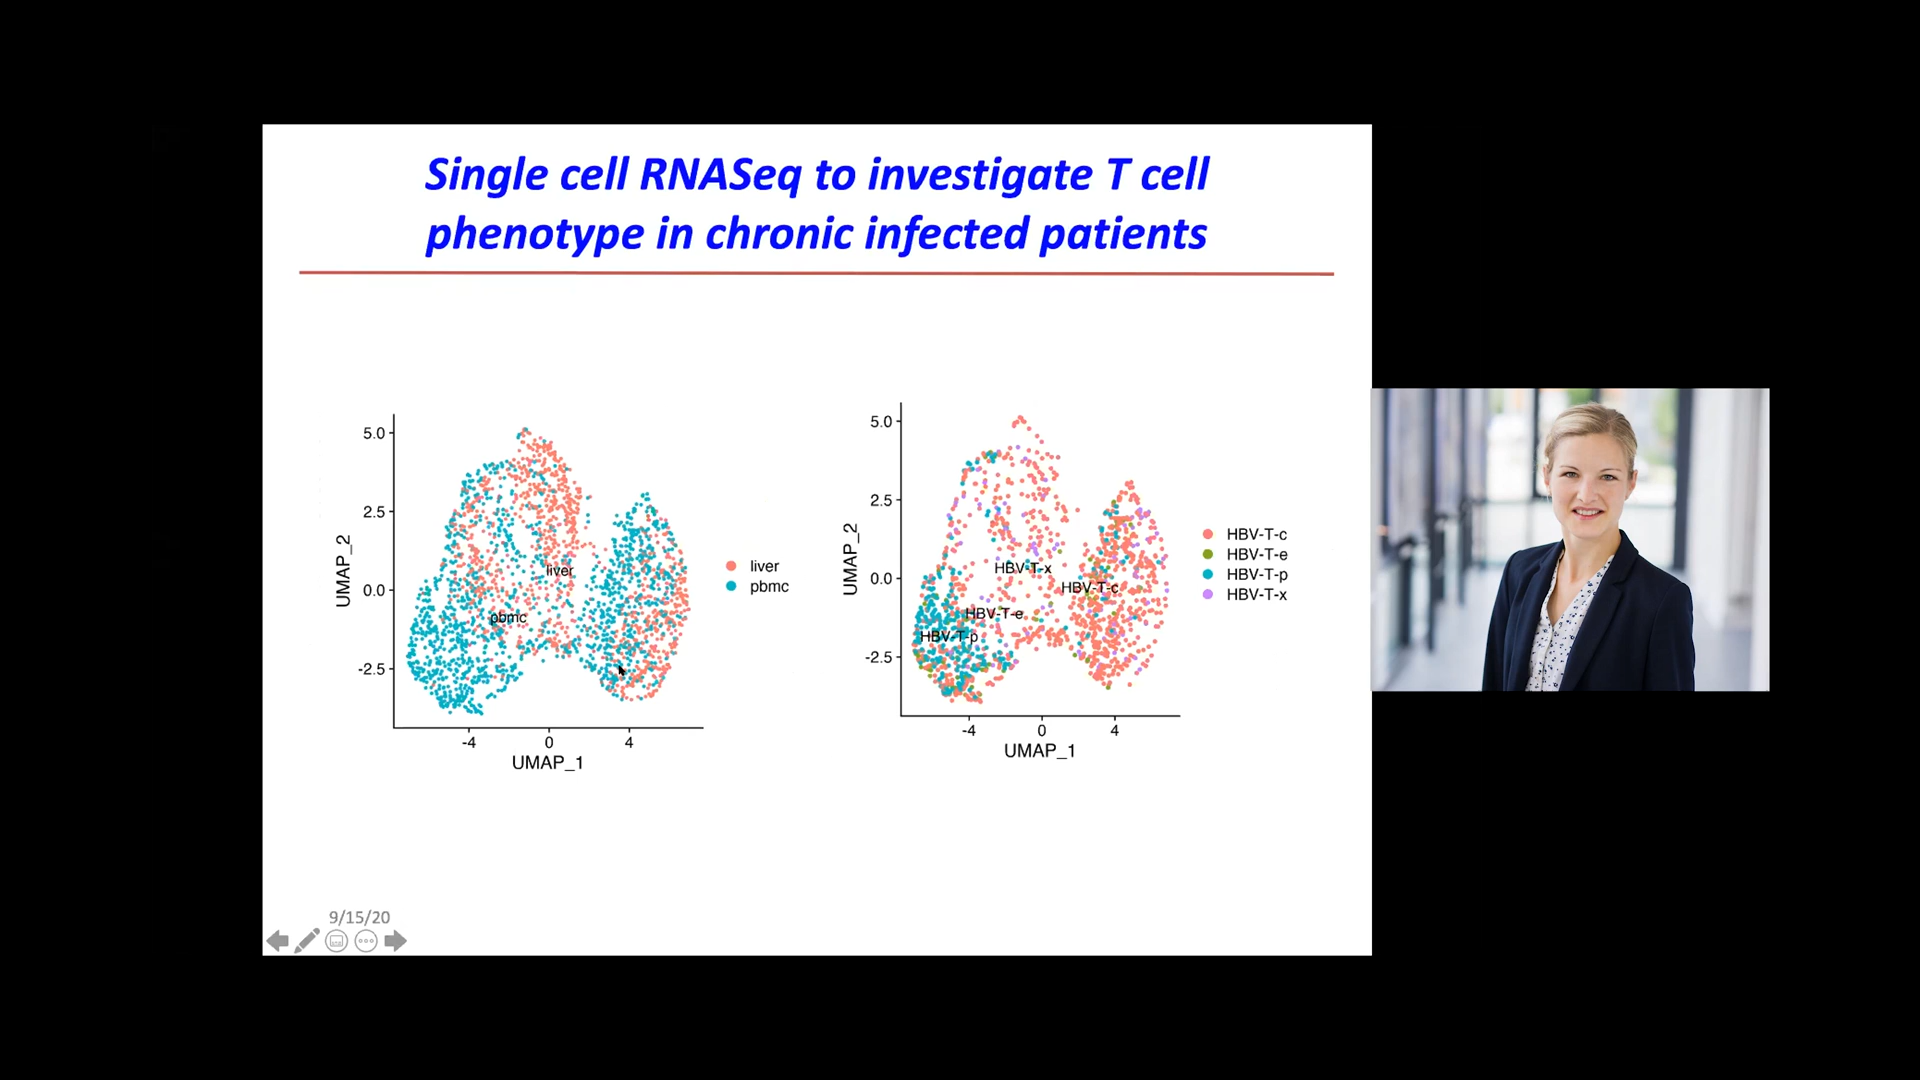 Single cell RNASeq to investigate T cell
phenotype in chronic infected patients
5.0
2.5
0.0
-2.5
UMAP_2
-4 0 4
UMAP_1
liver
pbmc
liver
pbmc
5.0
2.5
0.0
-2.5
UMAP_2
-4 0 4
UMAP_1
HBV-T-x
HBV-T-c
HBV-T-e
HBV-T-p
HBV-T-c
HBV-T-e
HBV-T-p
HBV-T-x
9/15/20